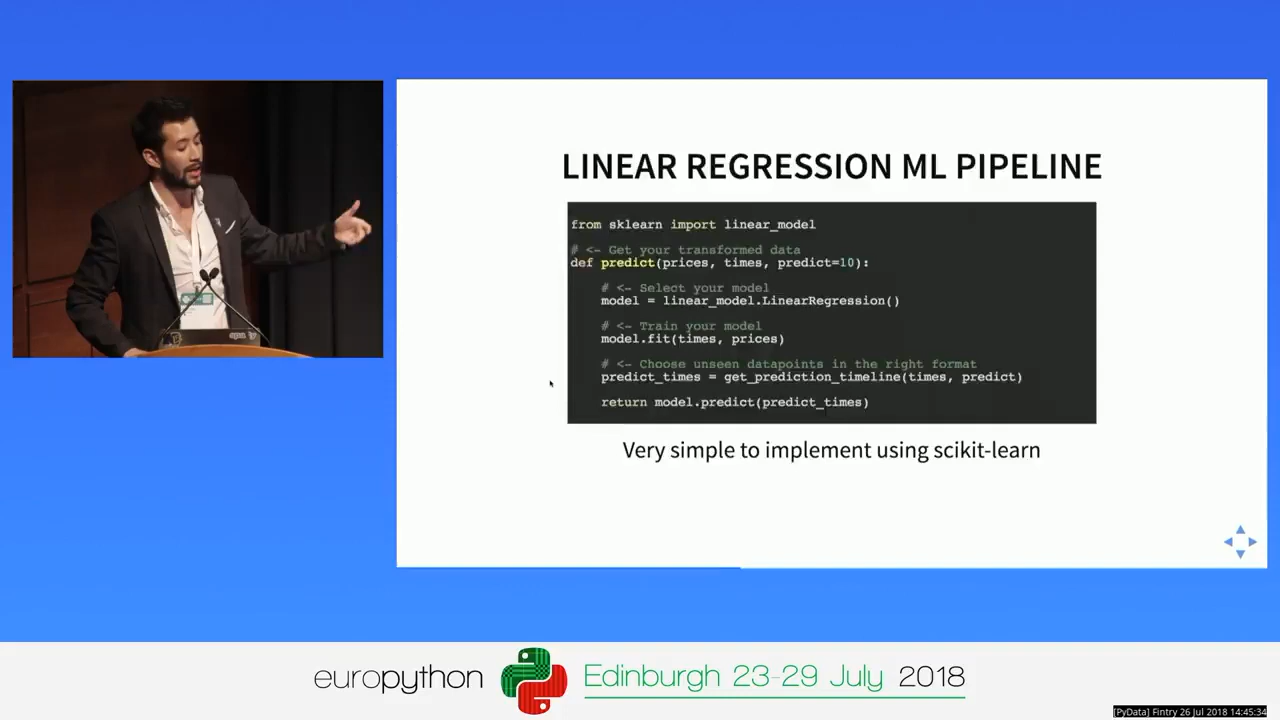 LINEAR REGRESSION ML PIPELINE
from sklearn import linear_model
# <- Get your transformed data
def predict(prices, times, predict=10):
# <- Select your model
model = linear_model.LinearRegression()
# <- Train your model
model.fit(times, prices)
# <- Choose unseen datapoints in the right format
predict_times = get_prediction_timeline(times, predict)
return model.predict(predict_times)
Very simple to implement using scikit-learn
europython Edinburgh 23-29 July 2018
[PyData] Fintry 26 Jul 2018 14:45:34